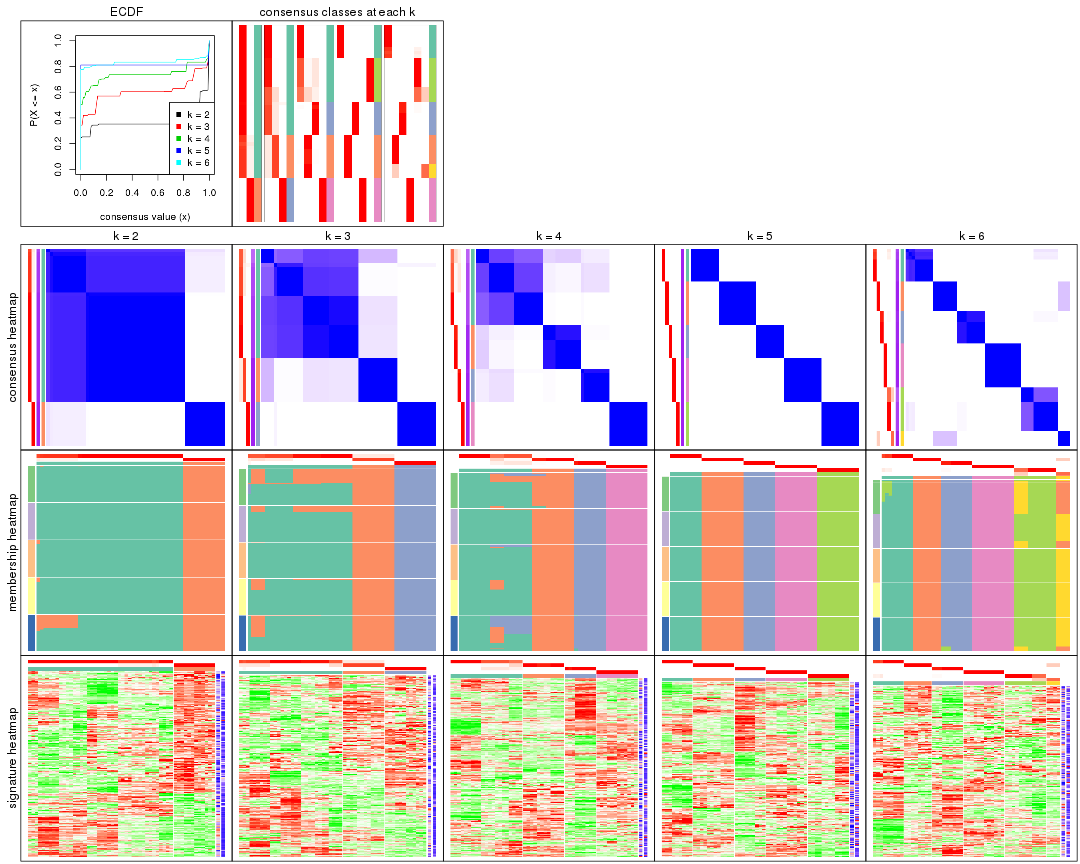 ECDF
consensus classes at each k
P(X <= x)
0.0 0.2 0.4 0.6 0.8 1.0
k = 2
k = 3
k = 4
k = 5
k = 6
0.0 0.2 0.4 0.6 0.8 1.0
consensus value (x)
k = 2
k = 3
k = 4
k = 5
k = 6
consensus heatmap
membership heatmap
signature heatmap